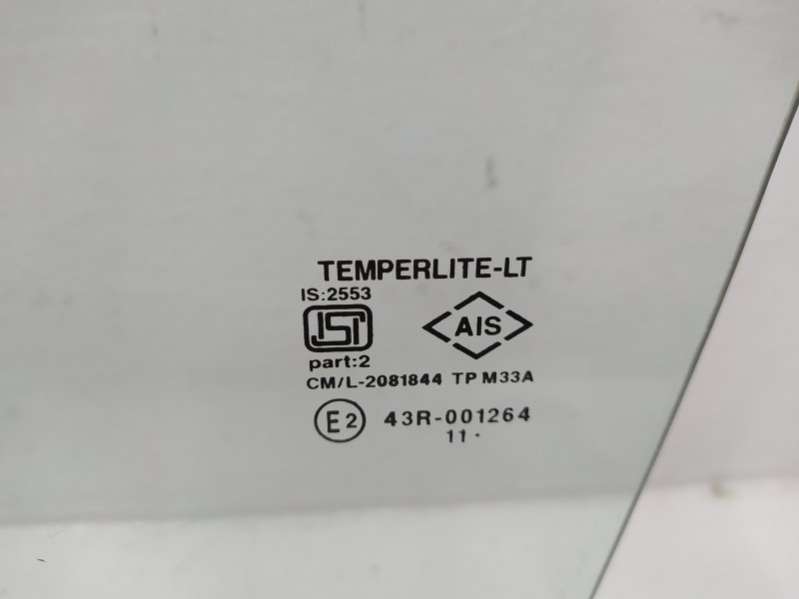 TEMPERLITE-LT
IS:2553
ISI AIS
part:2
CM/L-2081844 TP M33A
E2 43R-001264
11 ·